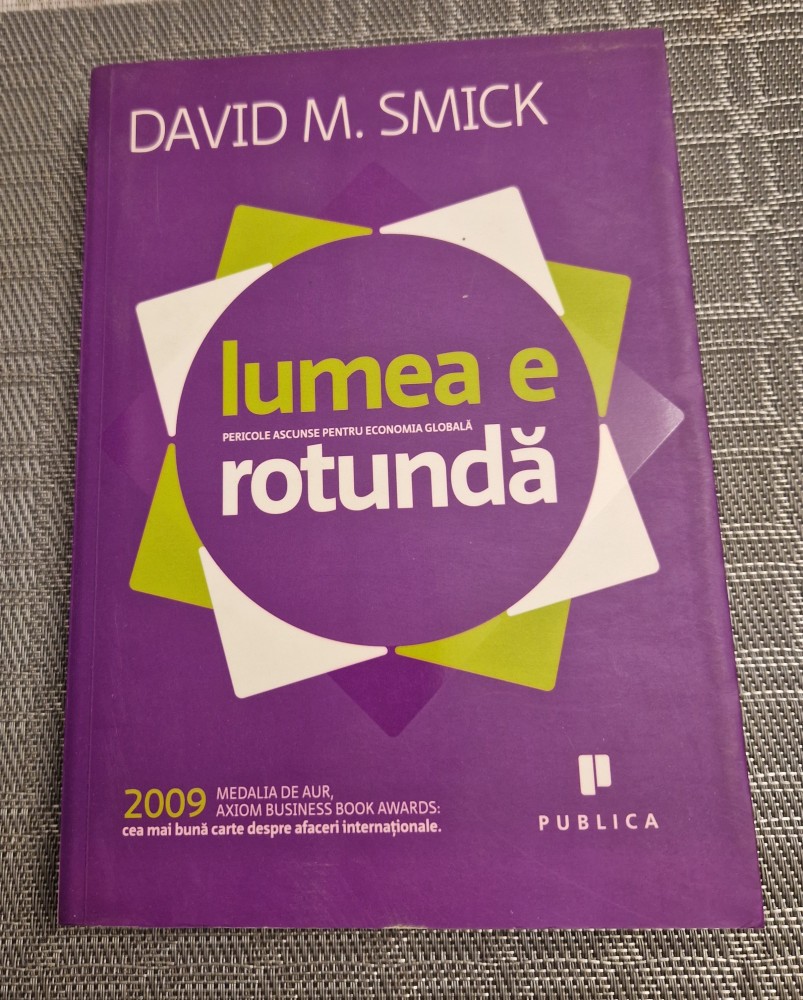 DAVID M. SMICK
lumea e
PERICOLE ASCUNSE PENTRU ECONOMIA GLOBALĂ
rotundă
2009 MEDALIA DE AUR,
AXIOM BUSINESS BOOK AWARDS:
cea mai bună carte despre afaceri internaționale.
PUBLICA